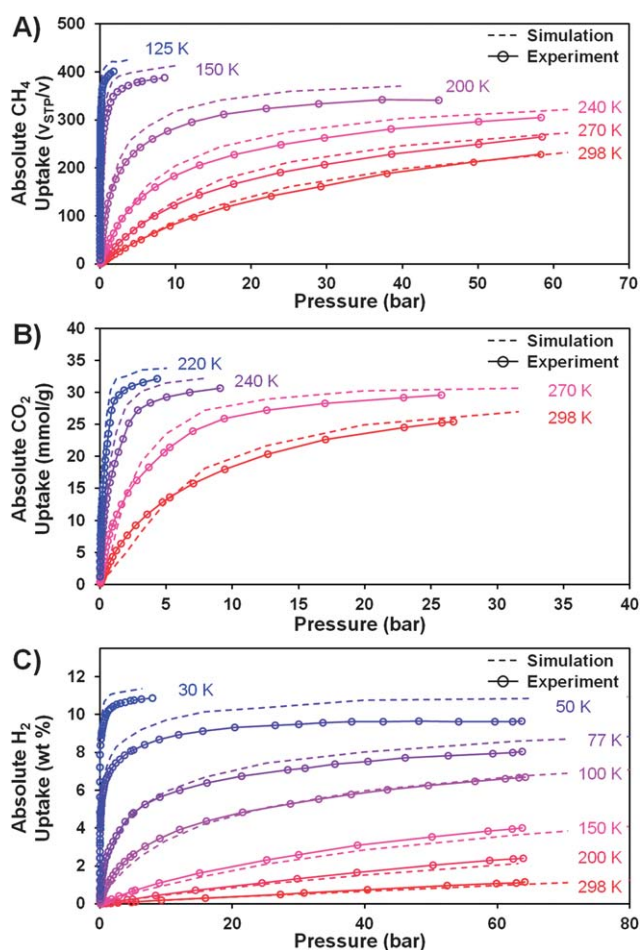 A)
Absolute CH4
Uptake (vSTP/v)
500
400
300
200
100
0
125 K
150 K
200 K
240 K
270 K
298 K
Simulation
Experiment
0 10 20 30 40 50 60 70
Pressure (bar)
B)
Absolute CO2
Uptake (mmol/g)
40
35
30
25
20
15
10
5
0
220 K
240 K
270 K
298 K
Simulation
Experiment
0 5 10 15 20 25 30 35 40
Pressure (bar)
C)
Absolute H2
Uptake (wt %)
12
10
8
6
4
2
0
30 K
50 K
77 K
100 K
150 K
200 K
298 K
Simulation
Experiment
0 20 40 60 80
Pressure (bar)